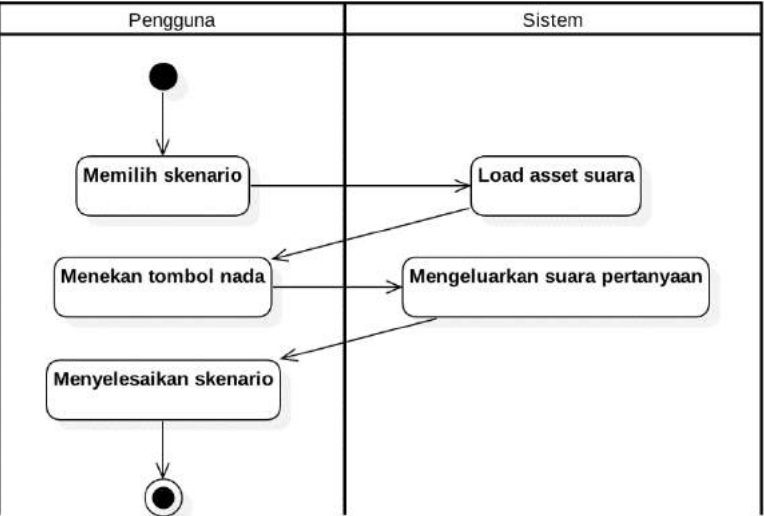 Pengguna
Sistem
Memilih skenario
Load asset suara
Menekan tombol nada
Mengeluarkan suara pertanyaan
Menyelesaikan skenario